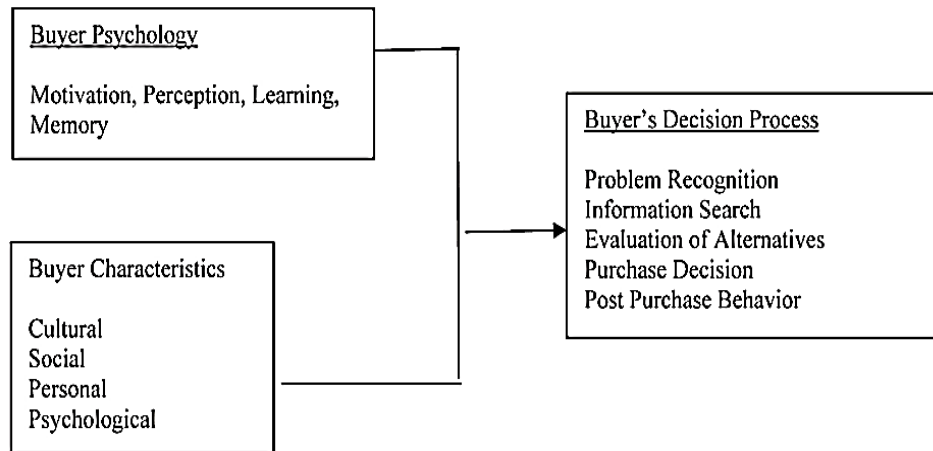 Buyer Psychology
Motivation, Perception, Learning,
Memory
Buyer Characteristics
Cultural
Social
Personal
Psychological
Buyer's Decision Process
Problem Recognition
Information Search
Evaluation of Alternatives
Purchase Decision
Post Purchase Behavior